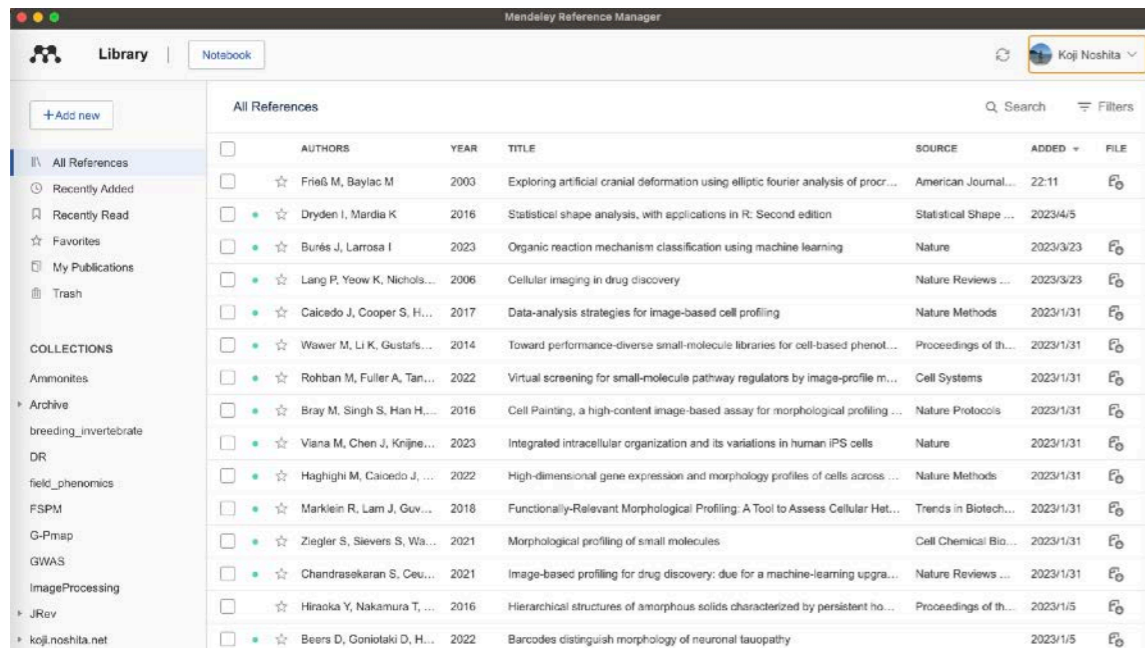 Mendeley Reference Manager
Library
Notebook
Koji Noshita
+Add new
All References
Recently Added
Recently Read
Favorites
My Publications
Trash
COLLECTIONS
Ammonites
Archive
breeding_invertebrate
DR
field_phenomics
FSPM
G-Pmap
GWAS
ImageProcessing
JRev
koji.noshita.net
All References
Search
Filters
AUTHORS YEAR TITLE SOURCE ADDED FILE
Frieß M, Baylac M 2003 Exploring artificial cranial deformation using elliptic fourier analysis of procr... American Journal... 22:11
Dryden I, Mardia K 2016 Statistical shape analysis, with applications in R: Second edition Statistical Shape ... 2023/4/5
Burés J, Larrosa I 2023 Organic reaction mechanism classification using machine learning Nature 2023/3/23
Lang P, Yeow K, Nichols... 2006 Cellular imaging in drug discovery Nature Reviews ... 2023/3/23
Caicedo J, Cooper S, H... 2017 Data-analysis strategies for image-based cell profiling Nature Methods 2023/1/31
Wawer M, Li K, Gustafs... 2014 Toward performance-diverse small-molecule libraries for cell-based phenot... Proceedings of th... 2023/1/31
Rohban M, Fuller A, Tan... 2022 Virtual screening for small-molecule pathway regulators by image-profile m... Cell Systems 2023/1/31
Bray M, Singh S, Han H,... 2016 Cell Painting, a high-content image-based assay for morphological profiling ... Nature Protocols 2023/1/31
Viana M, Chen J, Knijne... 2023 Integrated intracellular organization and its variations in human iPS cells Nature 2023/1/31
Haghighi M, Caicedo J, ... 2022 High-dimensional gene expression and morphology profiles of cells across ... Nature Methods 2023/1/31
Marklein R, Lam J, Guv... 2018 Functionally-Relevant Morphological Profiling: A Tool to Assess Cellular Het... Trends in Biotech... 2023/1/31
Ziegler S, Sievers S, Wa... 2021 Morphological profiling of small molecules Cell Chemical Bio... 2023/1/31
Chandrasekaran S, Ceu... 2021 Image-based profiling for drug discovery: due for a machine-learning upgra... Nature Reviews ... 2023/1/31
Hiraoka Y, Nakamura T, ... 2016 Hierarchical structures of amorphous solids characterized by persistent ho... Proceedings of th... 2023/1/5
Beers D, Goniotaki D, H... 2022 Barcodes distinguish morphology of neuronal tauopathy 2023/1/5